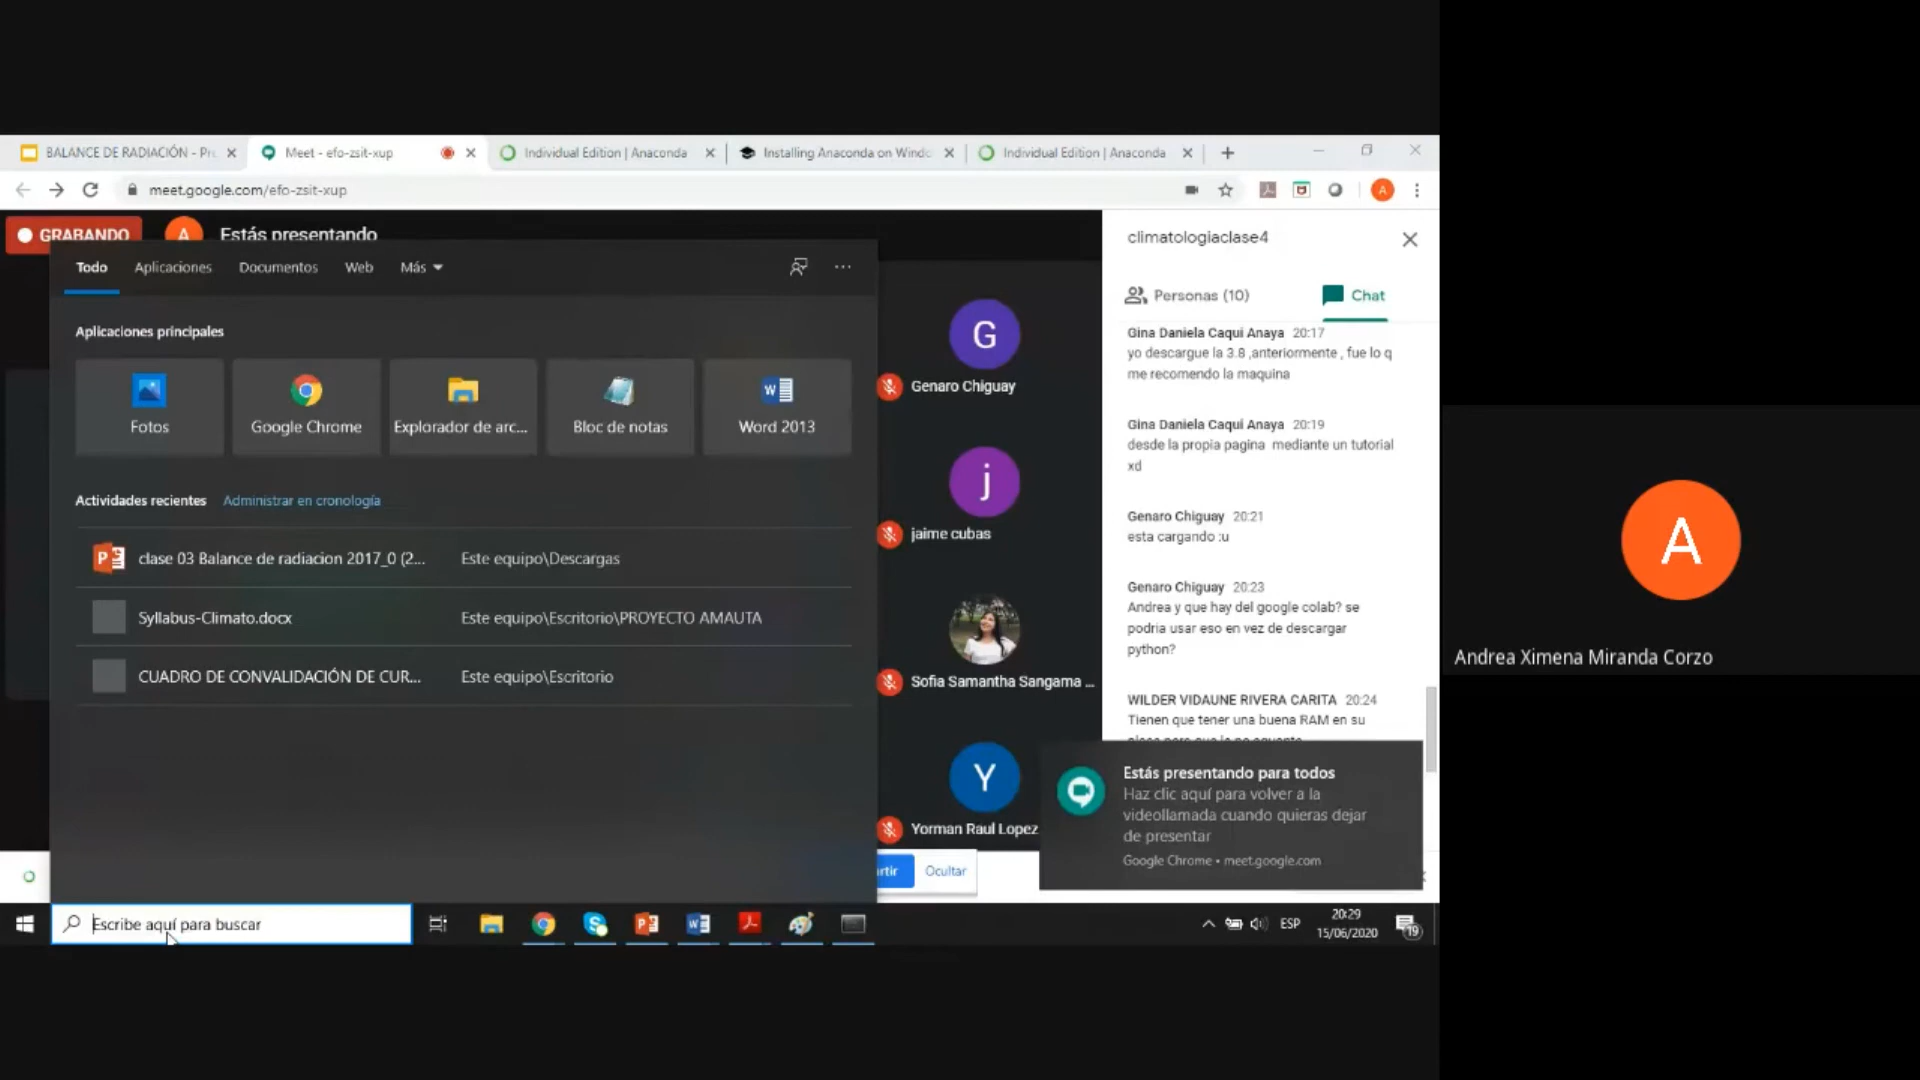 BALANCE DE RADIACIÓN - Pr
Meet - efo-zsit-xup
Individual Edition | Anaconda
Installing Anaconda on Windo
Individual Edition | Anaconda
meet.google.com/efo-zsit-xup
A
GRABANDO
A
Estás presentando
Todo
Aplicaciones
Documentos
Web
Más
Aplicaciones principales
Fotos
Google Chrome
Explorador de arc...
Bloc de notas
Word 2013
Actividades recientes
Administrar en cronología
clase 03 Balance de radiacion 2017_0 (2...
Este equipo\Descargas
Syllabus-Climato.docx
Este equipo\Escritorio\PROYECTO AMAUTA
CUADRO DE CONVALIDACIÓN DE CUR...
Este equipo\Escritorio
G
Genaro Chiguay
j
jaime cubas
Sofia Samantha Sangama ...
Y
Yorman Raul Lopez
rtir
Ocultar
climatologiaclase4
Personas (10)
Chat
Gina Daniela Caqui Anaya 20:17
yo descargue la 3.8 ,anteriormente , fue lo q
me recomendo la maquina
Gina Daniela Caqui Anaya 20:19
desde la propia pagina mediante un tutorial
xd
Genaro Chiguay 20:21
esta cargando :u
Genaro Chiguay 20:23
Andrea y que hay del google colab? se
podria usar eso en vez de descargar
python?
WILDER VIDAUNE RIVERA CARITA 20:24
Tienen que tener una buena RAM en su
Estás presentando para todos
Haz clic aquí para volver a la
videollamada cuando quieras dejar
de presentar
Google Chrome • meet.google.com
Escribe aquí para buscar
ESP
20:29
15/06/2020
19
A
Andrea Ximena Miranda Corzo